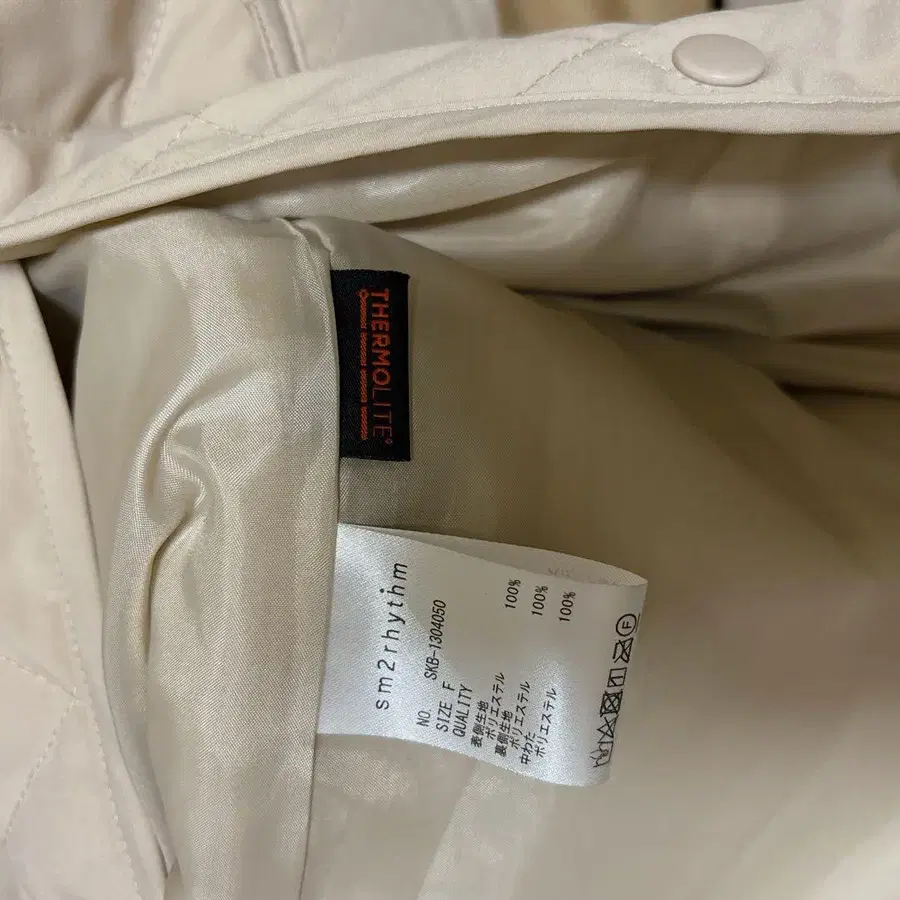 THERMOLITE®
sm2rhythm
NO. SKB-1304050
SIZE F
QUALITY
表側生地
ポリエステル 100%
裏側生地
ポリエステル 100%
中わた
ポリエステル 100%
F